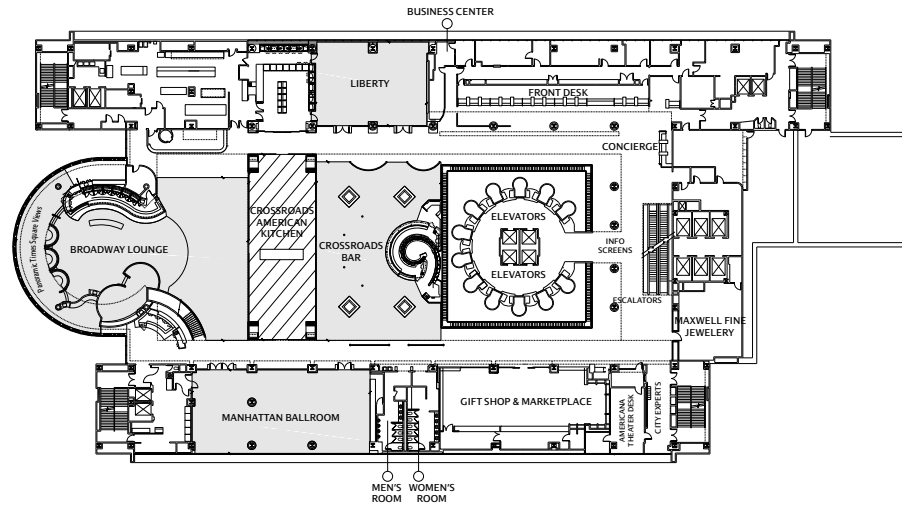 BUSINESS CENTER
LIBERTY
FRONT DESK
CONCIERGE
Panoramic Times Square Views
BROADWAY LOUNGE
CROSSROADS
AMERICAN
KITCHEN
CROSSROADS
BAR
ELEVATORS
ELEVATORS
INFO
SCREENS
ESCALATORS
MAXWELL FINE
JEWELERY
MANHATTAN BALLROOM
GIFT SHOP & MARKETPLACE
AMERICANA
THEATER DESK
CITY EXPERTS
MEN'S
ROOM
WOMEN'S
ROOM